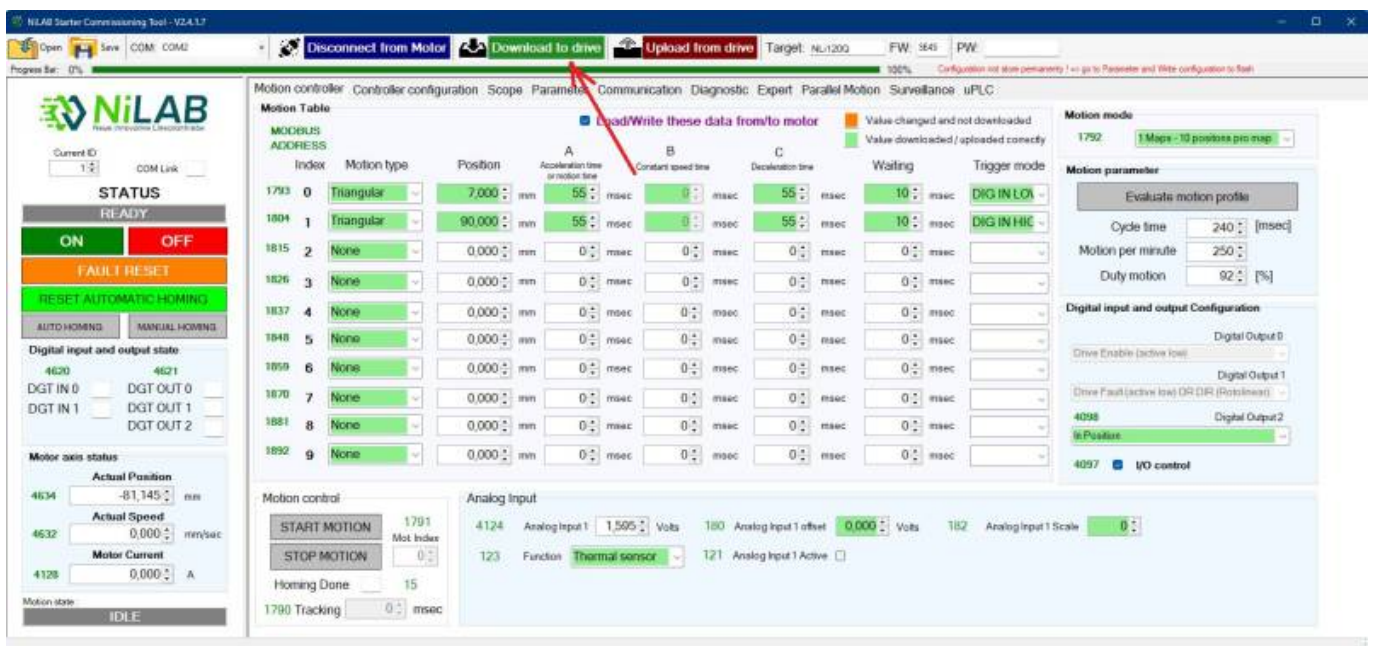 NiLAB Starter Commissioning Tool - V2.4.1.7
Open Save COM: COM2 Disconnect from Motor Download to drive Upload from drive Target: NL-120Q FW: 5645 PW:
Progress Bar: 0% 100% Configuration not store permanently ! => go to Parameter and Write configuration to flash
Motion controller Controller configuration Scope Parameter Communication Diagnostic Expert Parallel Motion Surveillance uPLC
NiLAB
Current ID
1 COM Link
STATUS
READY
ON OFF
FAULT RESET
RESET AUTOMATIC HOMING
AUTO HOMING MANUAL HOMING
Digital input and output state
4620 4621
DGT IN 0 DGT OUT 0
DGT IN 1 DGT OUT 1
DGT OUT 2
Motor axis status
Actual Position
4634 -81,145 mm
Actual Speed
4632 0,000 mm/sec
Motor Current
4128 0,000 A
Motion state
IDLE
Motion Table
Load/Write these data from/to motor
Value changed and not downloaded
Value downloaded / uploaded correctly
MODBUS
ADDRESS
A B C
Index Motion type Position Acceleration time or motion time Constant speed time Deceleration time Waiting Trigger mode
1793 0 Triangular 7,000 mm 55 msec 0 msec 55 msec 10 msec DIG IN LOV
1804 1 Triangular 90,000 mm 55 msec 0 msec 55 msec 10 msec DIG IN HIC
1815 2 None 0,000 mm 0 msec 0 msec 0 msec 0 msec
1826 3 None 0,000 mm 0 msec 0 msec 0 msec 0 msec
1837 4 None 0,000 mm 0 msec 0 msec 0 msec 0 msec
1848 5 None 0,000 mm 0 msec 0 msec 0 msec 0 msec
1859 6 None 0,000 mm 0 msec 0 msec 0 msec 0 msec
1870 7 None 0,000 mm 0 msec 0 msec 0 msec 0 msec
1881 8 None 0,000 mm 0 msec 0 msec 0 msec 0 msec
1892 9 None 0,000 mm 0 msec 0 msec 0 msec 0 msec
Motion mode
1792 1 Maps - 10 positons pro map
Motion parameter
Evaluate motion profile
Cycle time 240 [msec]
Motion per minute 250
Duty motion 92 [%]
Digital input and output Configuration
Digital Output 0
Drive Enable (active low)
Digital Output 1
Drive Fault (active low) OR DIR (Rotolinear)
4098 Digital Output 2
In Position
4097 I/O control
Motion control
START MOTION 1791
Mot Index
STOP MOTION 0
Homing Done 15
1790 Tracking 0 msec
Analog Input
4124 Analog Input 1 1,595 Volts 180 Analog Input 1 offset 0,000 Volts 182 Analog Input 1 Scale 0
123 Function Thermal sensor 121 Analog Input 1 Active